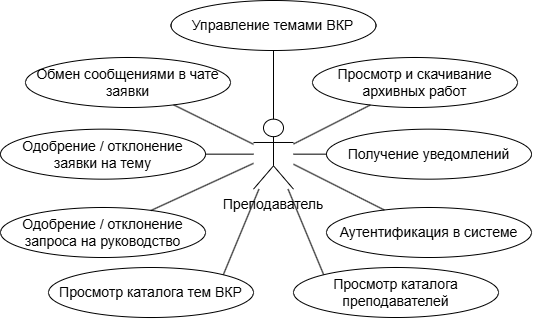 Управление темами ВКР
Обмен сообщениями в чате
заявки
Просмотр и скачивание
архивных работ
Одобрение / отклонение
заявки на тему
Получение уведомлений
Преподаватель
Одобрение / отклонение
запроса на руководство
Аутентификация в системе
Просмотр каталога тем ВКР
Просмотр каталога
преподавателей